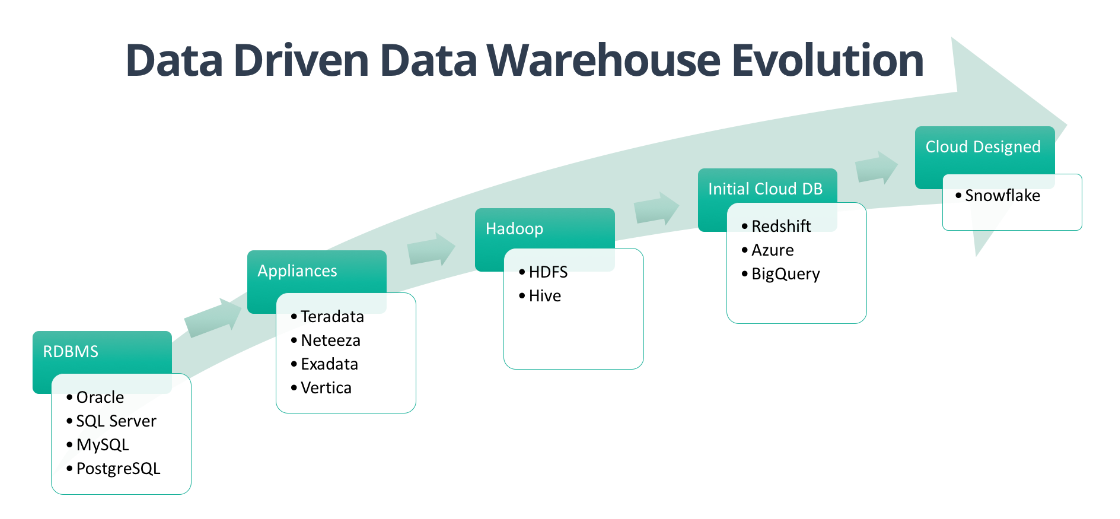 Data Driven Data Warehouse Evolution
RDBMS
• Oracle
• SQL Server
• MySQL
• PostgreSQL
Appliances
• Teradata
• Neteeza
• Exadata
• Vertica
Hadoop
• HDFS
• Hive
Initial Cloud DB
• Redshift
• Azure
• BigQuery
Cloud Designed
• Snowflake